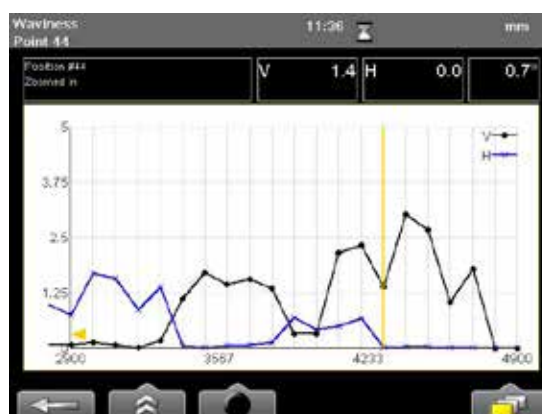 Waviness 11:36 mm
Point 44
Position #44
Zoomed in
V 1.4 H 0.0 0.7°
5
V
H
3.75
2.5
1.25
2900 3567 4233 4900